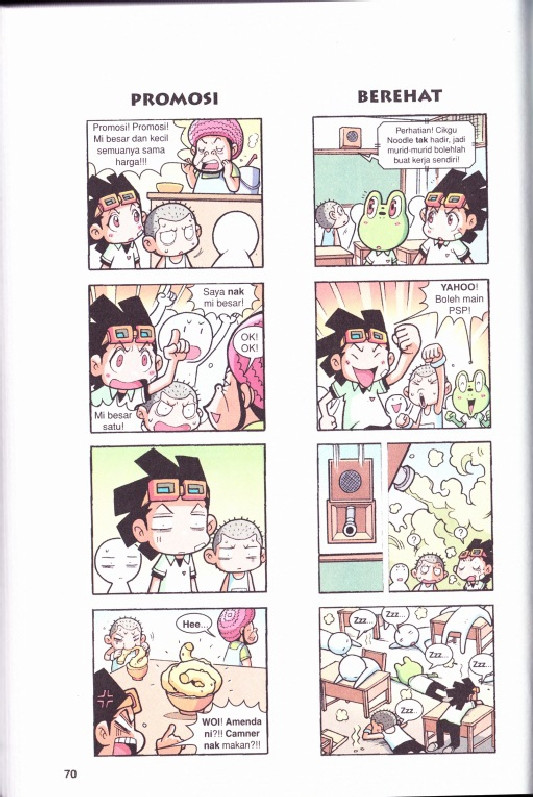 PROMOSI
Promosi! Promosi!
Mi besar dan kecil
semuanya sama
harga!!!
Saya nak
mi besar!
OK!
OK!
Mi besar
satu!
Hee...
WOI! Amenda
ni?!! Camner
nak makan?!!
BEREHAT
Perhatian! Cikgu
Noodle tak hadir, jadi
murid-murid bolehlah
buat kerja sendiri!
YAHOO!
Boleh main
PSP!
?
?
Zzz...
Zzz...
Zzz...
Zzz...
Zzz...
70